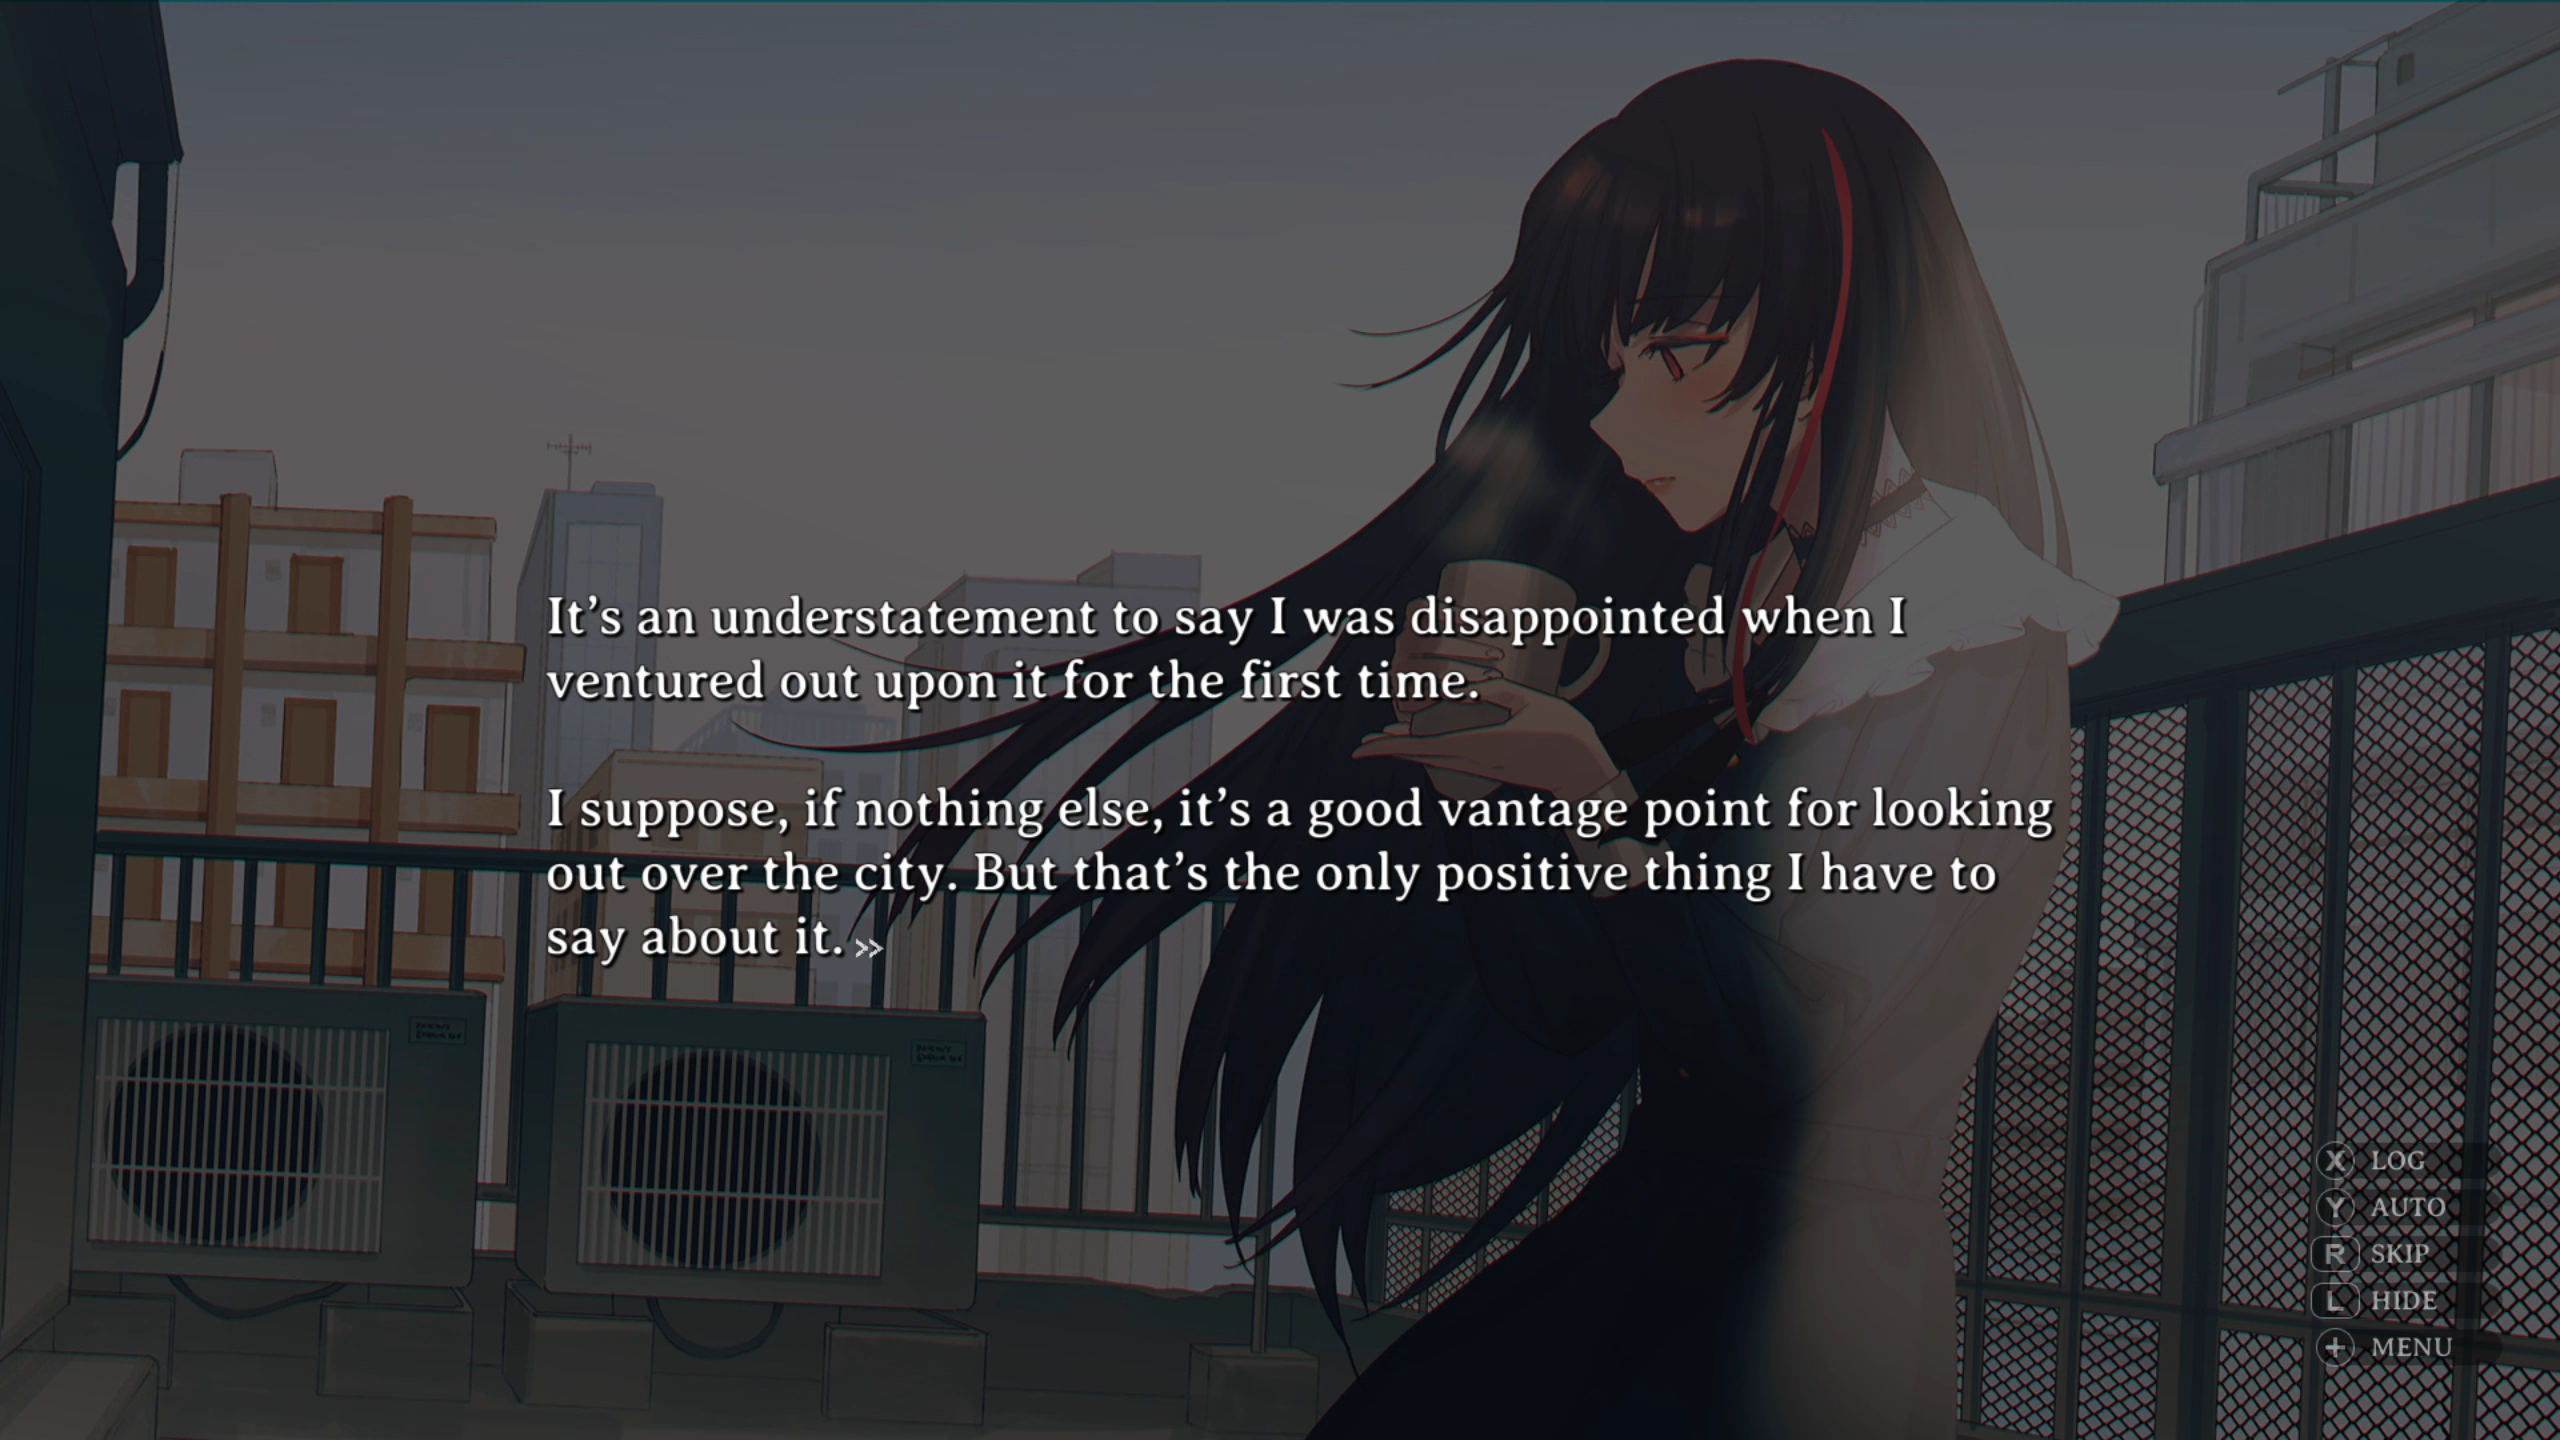 It’s an understatement to say I was disappointed when I
ventured out upon it for the first time.
I suppose, if nothing else, it’s a good vantage point for looking
out over the city. But that’s the only positive thing I have to
say about it. »
X LOG
Y AUTO
R SKIP
L HIDE
+ MENU